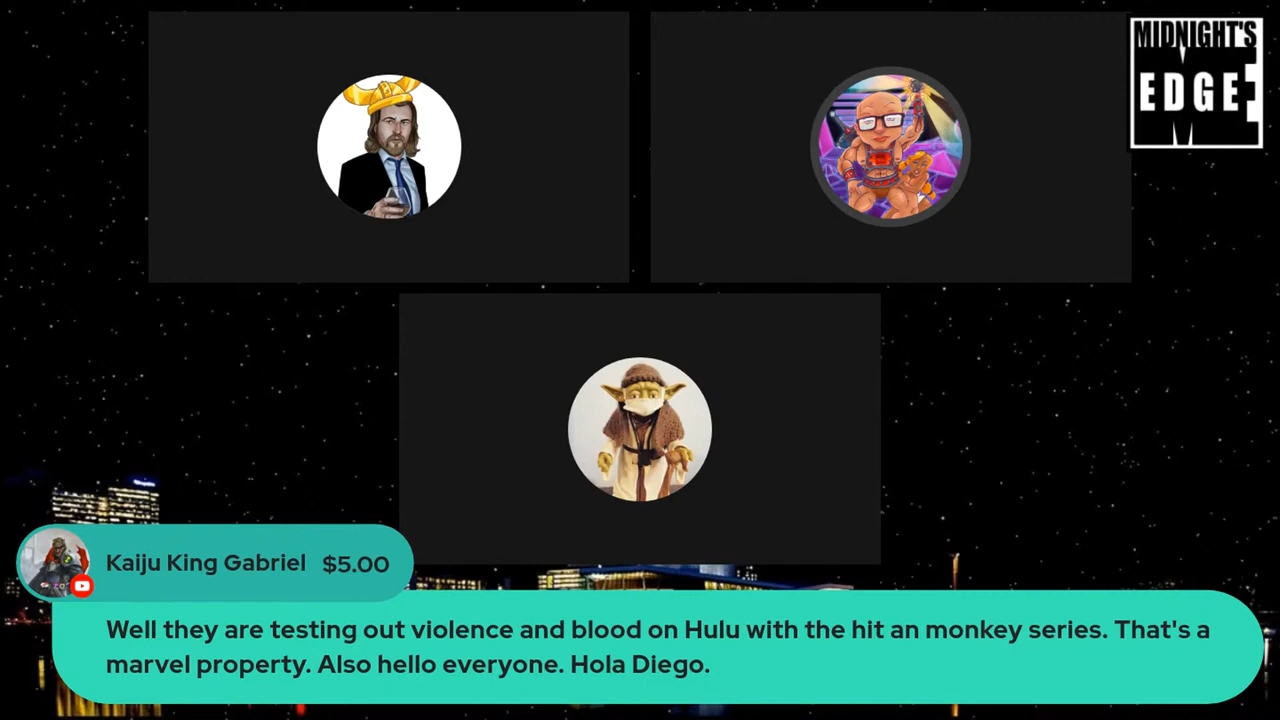 MIDNIGHT'S
EDGE
Kaiju King Gabriel $5.00
Well they are testing out violence and blood on Hulu with the hit an monkey series. That's a
marvel property. Also hello everyone. Hola Diego.